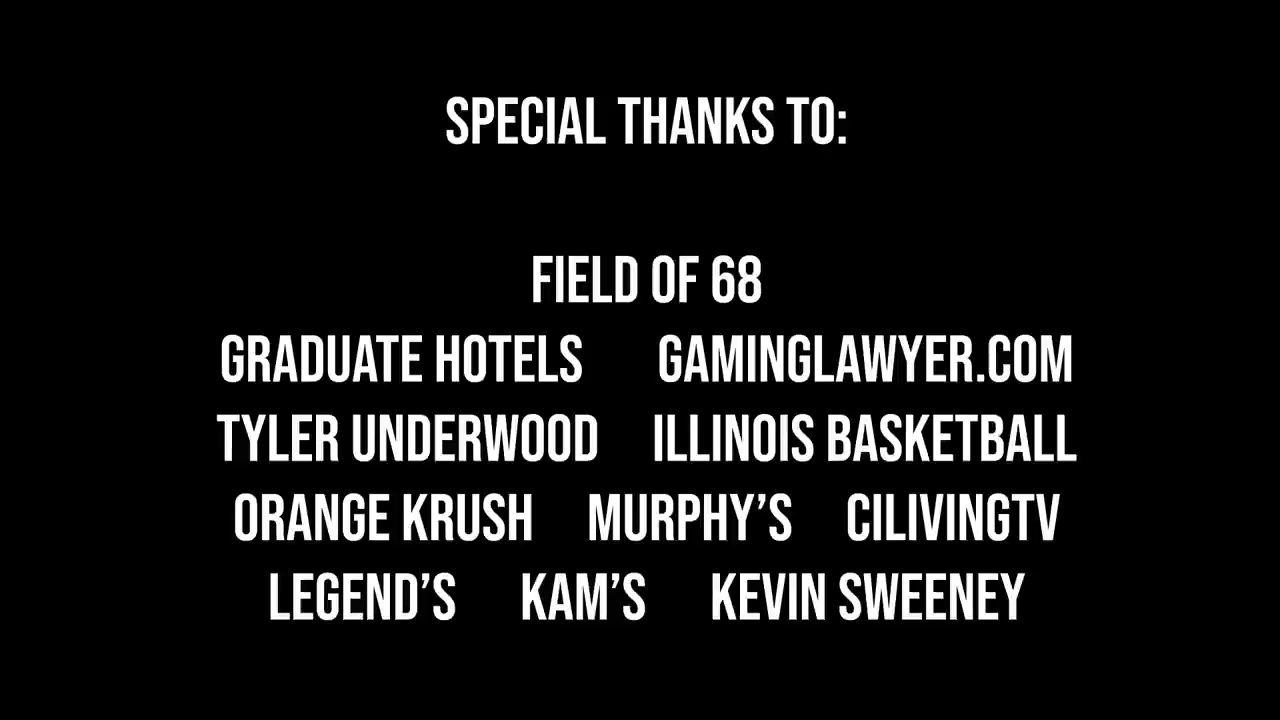 SPECIAL THANKS TO:
FIELD OF 68
GRADUATE HOTELS GAMINGLAWYER.COM
TYLER UNDERWOOD ILLINOIS BASKETBALL
ORANGE KRUSH MURPHY’S CILIVINGTV
LEGEND’S KAM’S KEVIN SWEENEY